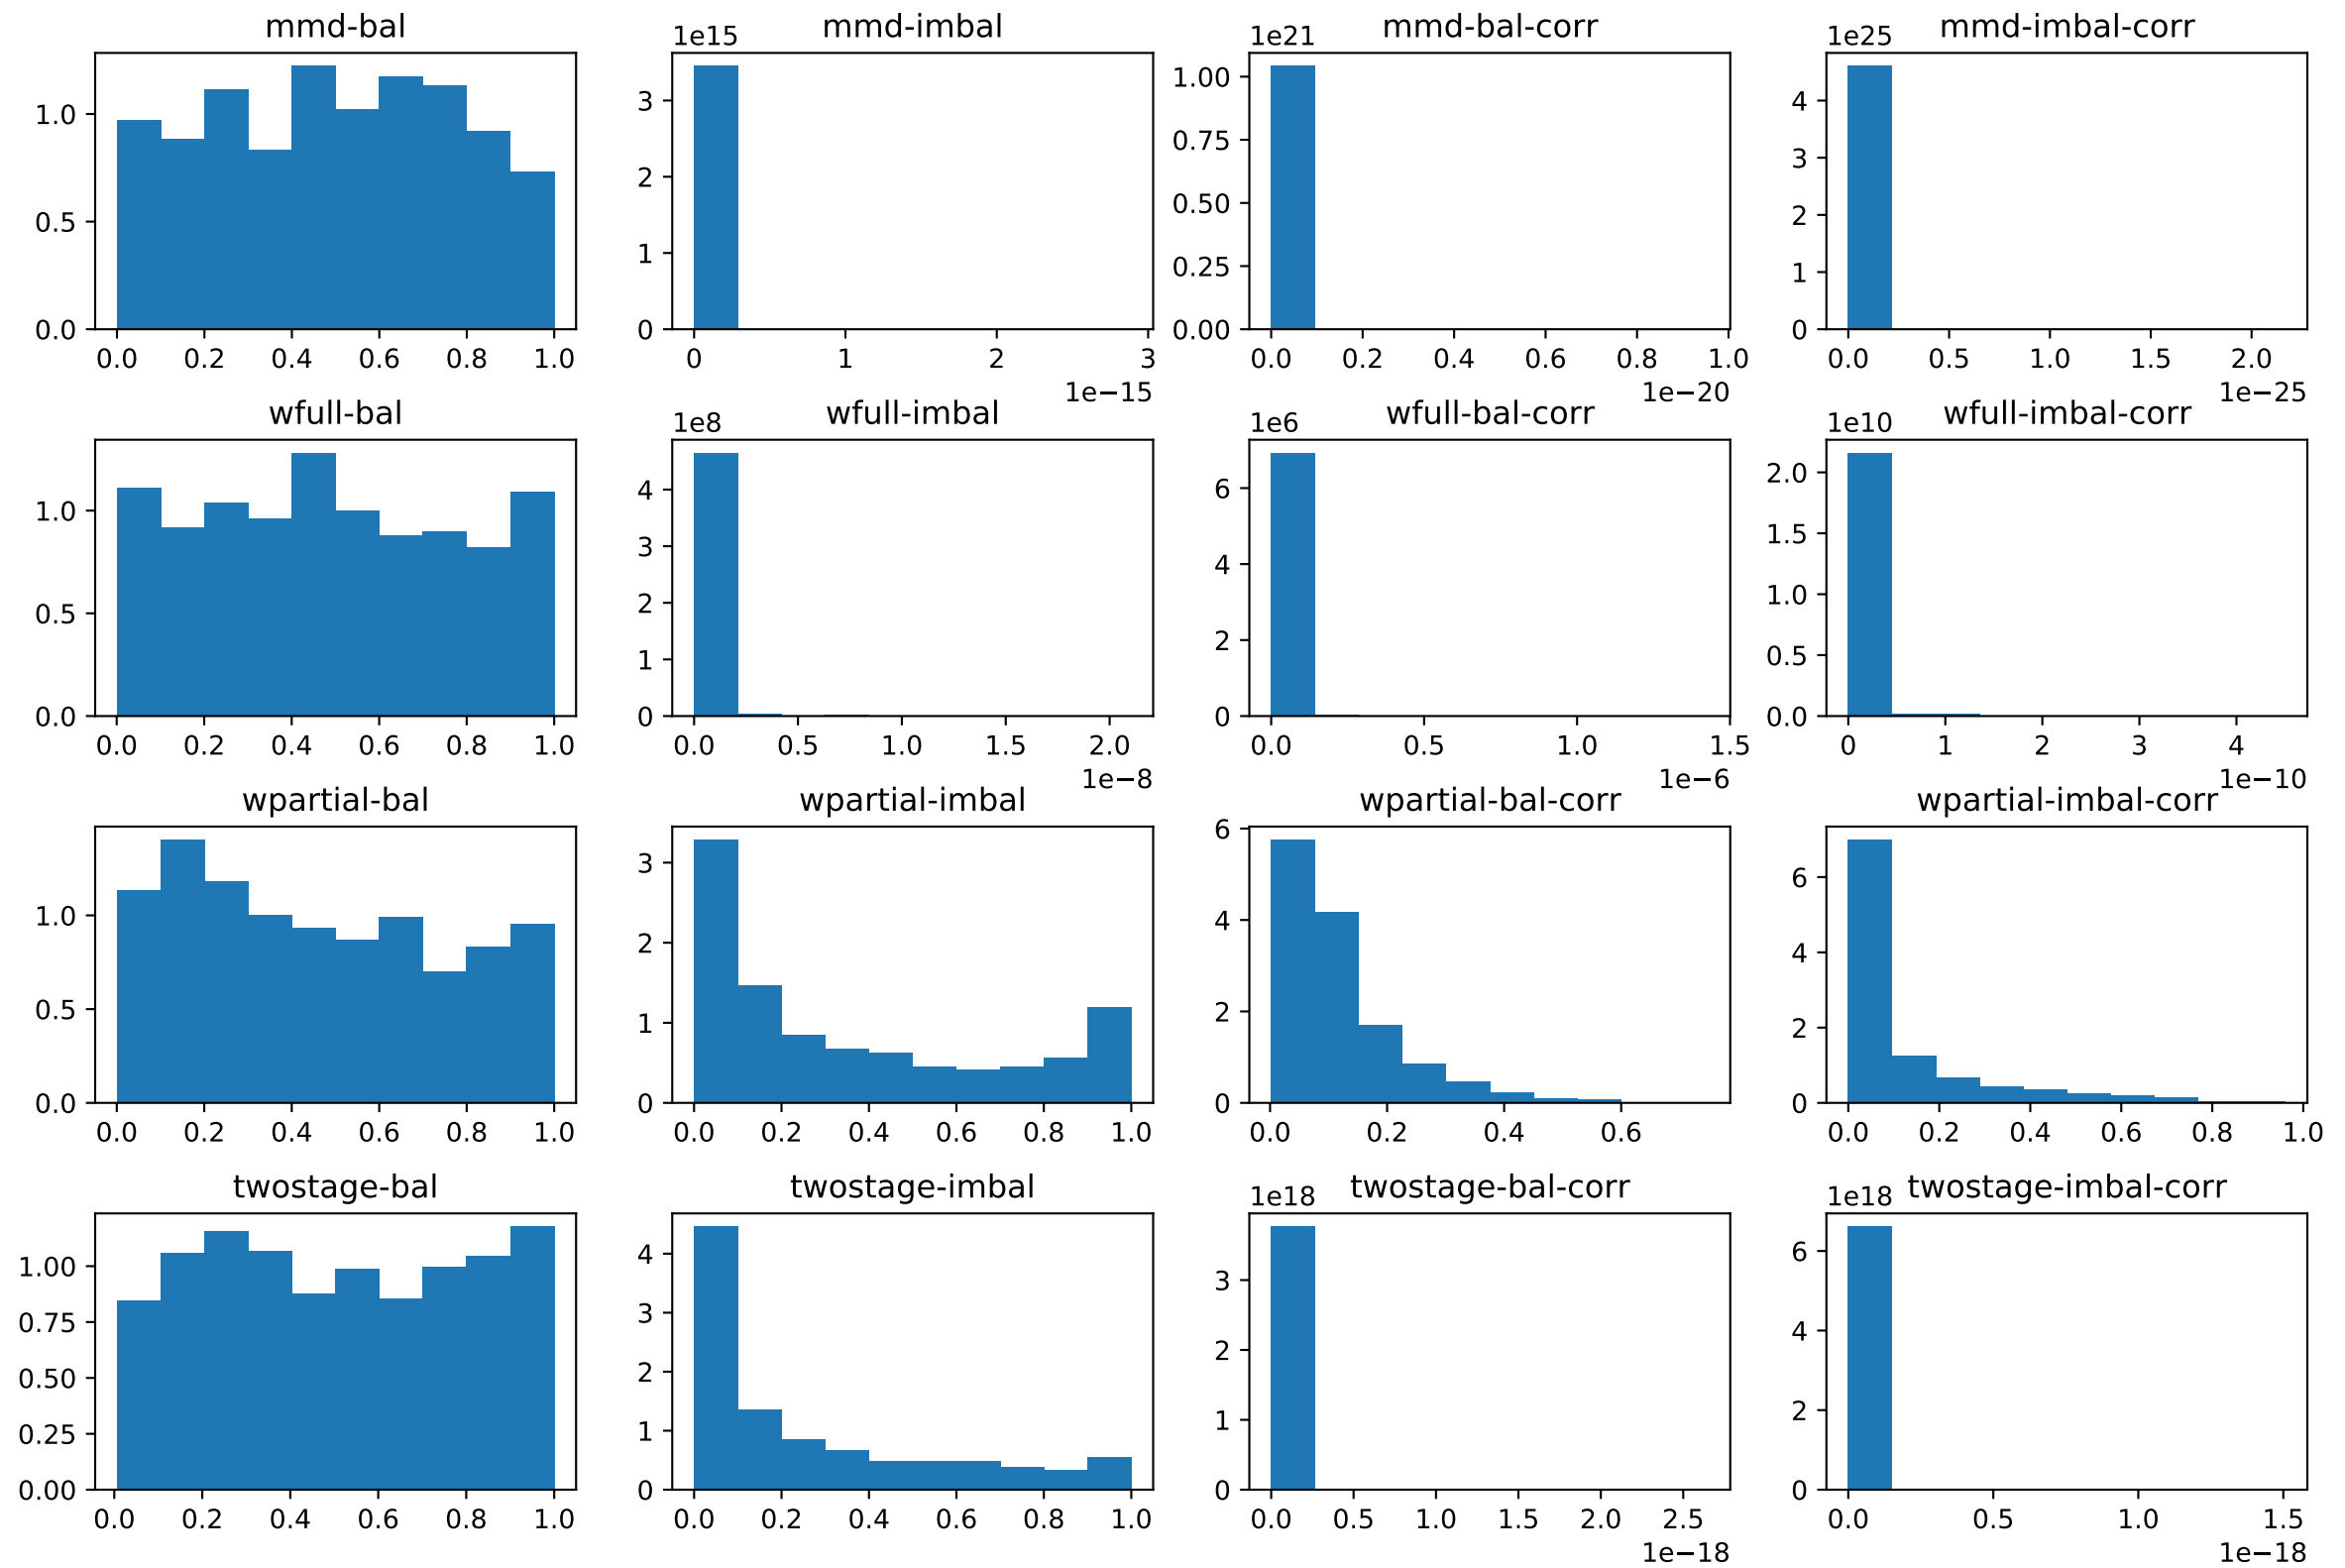 mmd-bal
1.0
0.5
0.0
0.0 0.2 0.4 0.6 0.8 1.0
1e15
mmd-imbal
3
2
1
0
0 1 2 3
1e−15
1e21
mmd-bal-corr
1.00
0.75
0.50
0.25
0.00
0.0 0.2 0.4 0.6 0.8 1.0
1e−20
1e25
mmd-imbal-corr
4
3
2
1
0
0.0 0.5 1.0 1.5 2.0
1e−25
wfull-bal
1.0
0.5
0.0
0.0 0.2 0.4 0.6 0.8 1.0
1e8
wfull-imbal
4
3
2
1
0
0.0 0.5 1.0 1.5 2.0
1e−8
1e6
wfull-bal-corr
6
4
2
0
0.0 0.5 1.0 1.5
1e−6
1e10
wfull-imbal-corr
2.0
1.5
1.0
0.5
0.0
0 1 2 3 4
1e−10
wpartial-bal
1.0
0.5
0.0
0.0 0.2 0.4 0.6 0.8 1.0
wpartial-imbal
3
2
1
0
0.0 0.2 0.4 0.6 0.8 1.0
wpartial-bal-corr
6
4
2
0
0.0 0.2 0.4 0.6
wpartial-imbal-corr
6
4
2
0
0.0 0.2 0.4 0.6 0.8 1.0
twostage-bal
1.00
0.75
0.50
0.25
0.00
0.0 0.2 0.4 0.6 0.8 1.0
twostage-imbal
4
3
2
1
0
0.0 0.2 0.4 0.6 0.8 1.0
1e18
twostage-bal-corr
3
2
1
0
0.0 0.5 1.0 1.5 2.0 2.5
1e−18
1e18
twostage-imbal-corr
6
4
2
0
0.0 0.5 1.0 1.5
1e−18